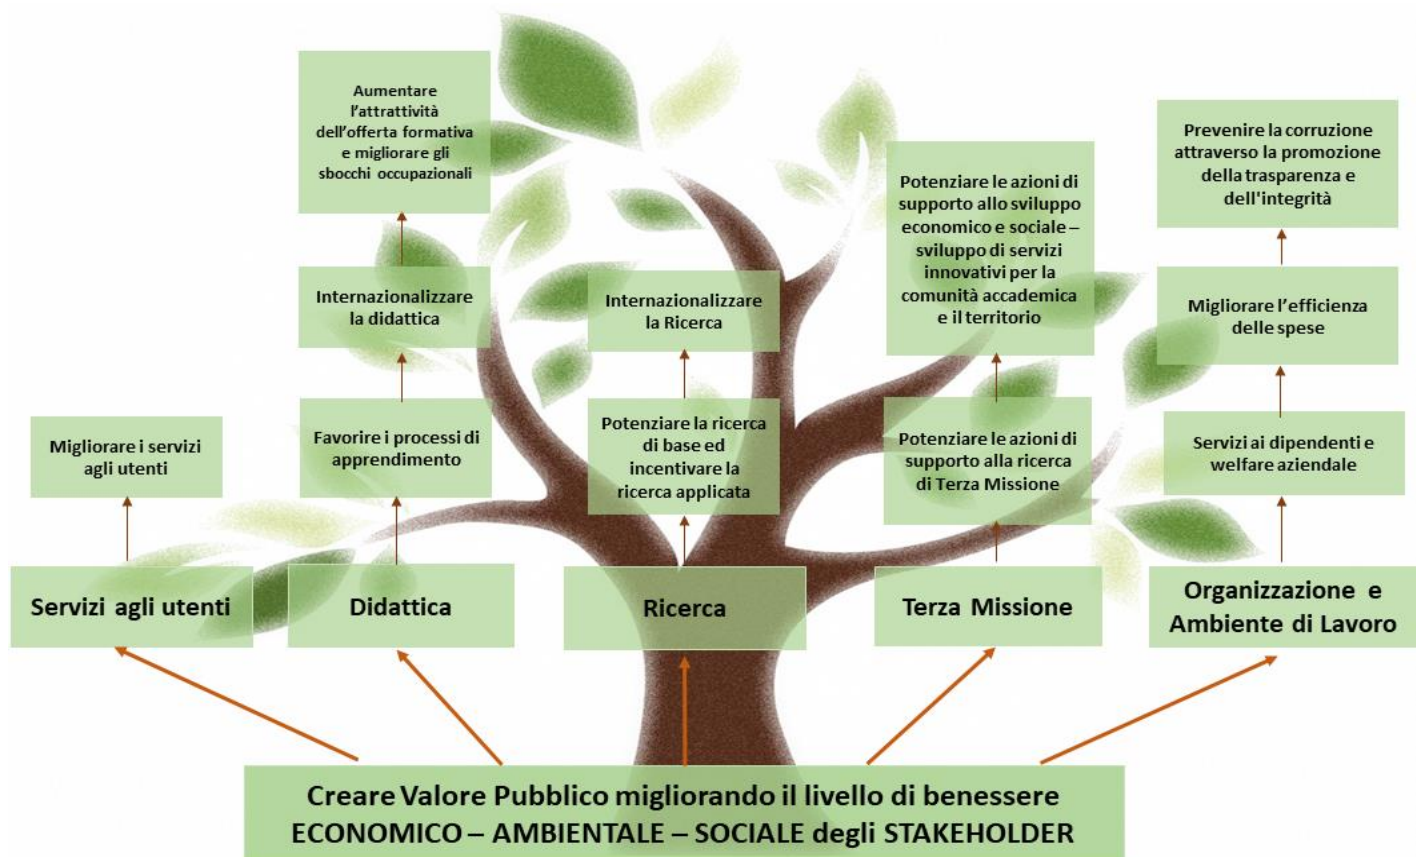 Aumentare
l'attrattività
dell'offerta formativa
e migliorare gli
sbocchi occupazionali
Prevenire la corruzione
attraverso la promozione
della trasparenza e
dell'integrità
Potenziare le azioni di
supporto allo sviluppo
economico e sociale –
sviluppo di servizi
innovativi per la
comunità accademica
e il territorio
Internazionalizzare
la didattica
Internazionalizzare
la Ricerca
Migliorare l'efficienza
delle spese
Migliorare i servizi
agli utenti
Favorire i processi di
apprendimento
Potenziare la ricerca
di base ed
incentivare la
ricerca applicata
Potenziare le azioni di
supporto alla ricerca
di Terza Missione
Servizi ai dipendenti e
welfare aziendale
Servizi agli utenti
Didattica
Ricerca
Terza Missione
Organizzazione e
Ambiente di Lavoro
Creare Valore Pubblico migliorando il livello di benessere
ECONOMICO – AMBIENTALE – SOCIALE degli STAKEHOLDER